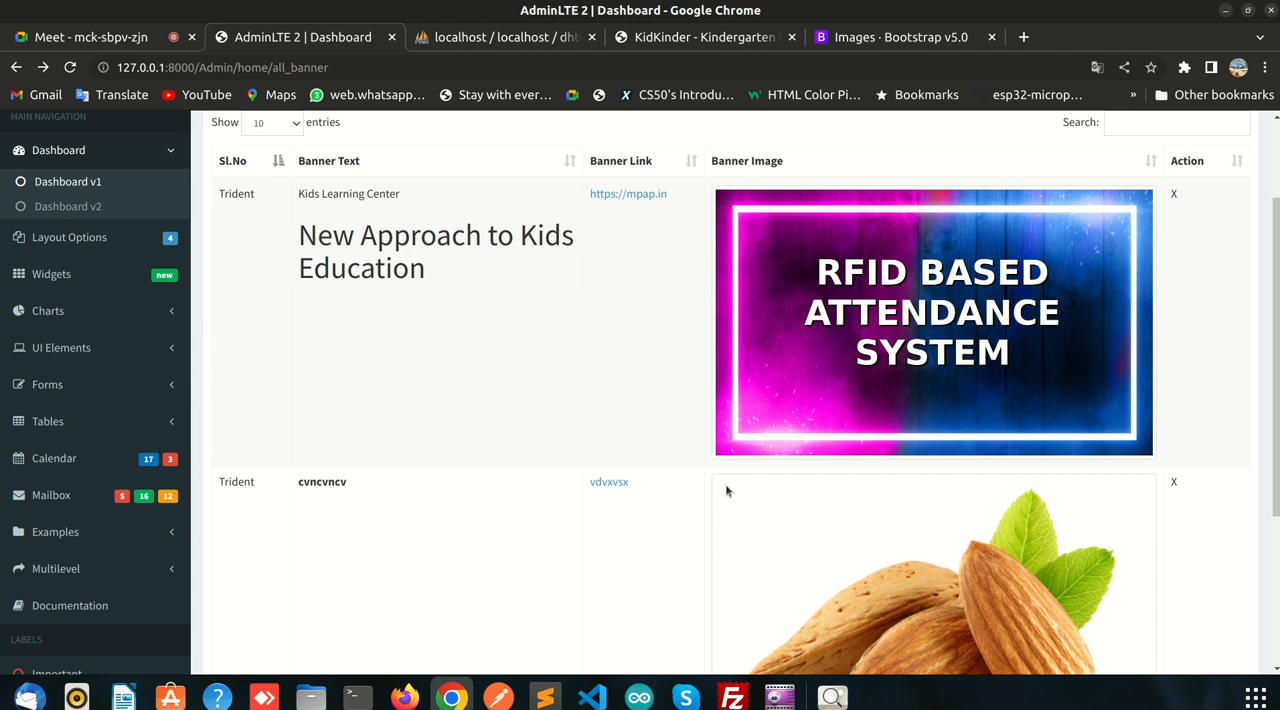 AdminLTE 2 | Dashboard - Google Chrome
Meet - mck-sbpv-zjn
AdminLTE 2 | Dashboard
localhost / localhost / dht
KidKinder - Kindergarten
Images · Bootstrap v5.0
127.0.0.1:8000/Admin/home/all_banner
Gmail
Translate
YouTube
Maps
web.whatsapp...
Stay with ever...
CS50's Introdu...
HTML Color Pi...
Bookmarks
esp32-microp...
»
Other bookmarks
MAIN NAVIGATION
Dashboard
Dashboard v1
Dashboard v2
Layout Options 4
Widgets new
Charts
UI Elements
Forms
Tables
Calendar 17 3
Mailbox 5 16 12
Examples
Multilevel
Documentation
LABELS
Important
Show 10 entries
Search:
Sl.No Banner Text Banner Link Banner Image Action
Trident Kids Learning Center https://mpap.in X
New Approach to Kids
Education
RFID BASED
ATTENDANCE
SYSTEM
Trident cvncvncv vdvxvsx X